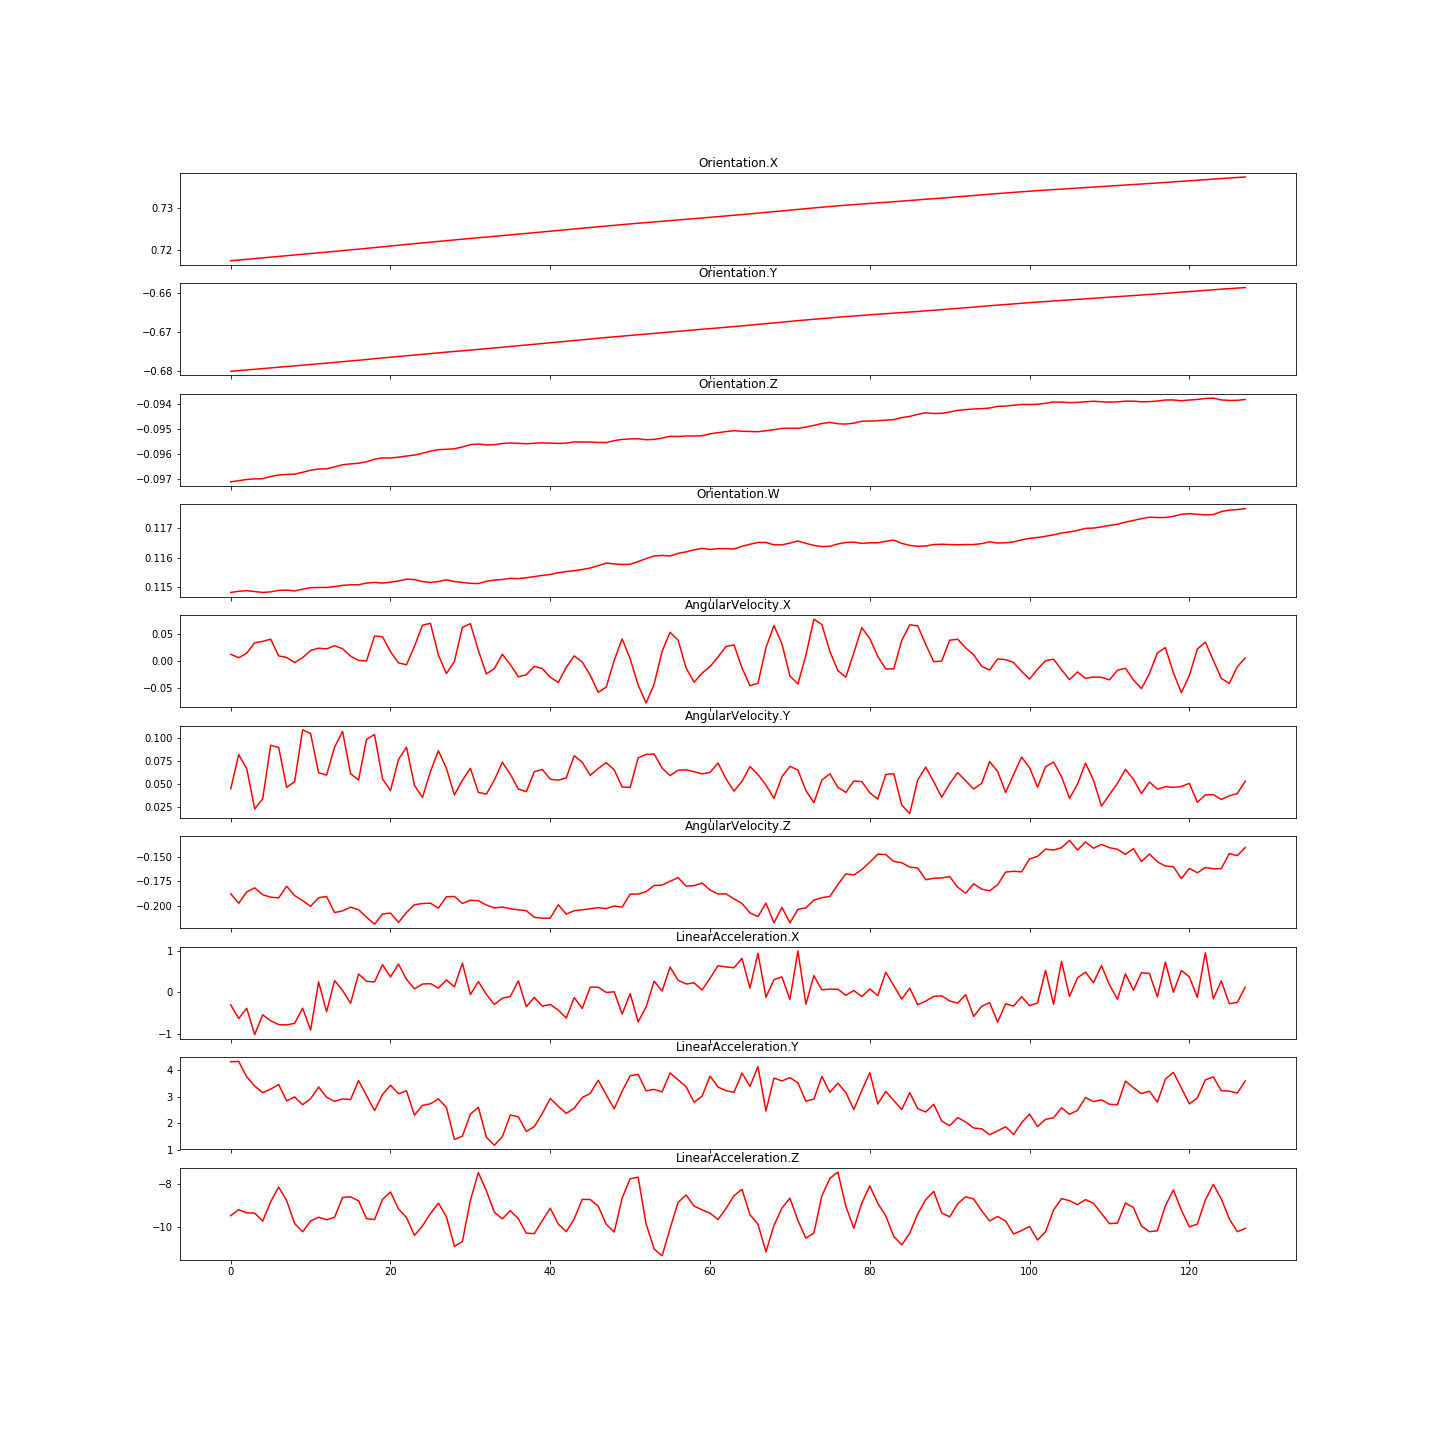 Orientation.X
0.73
0.72
Orientation.Y
−0.66
−0.67
−0.68
Orientation.Z
−0.094
−0.095
−0.096
−0.097
Orientation.W
0.117
0.116
0.115
AngularVelocity.X
0.05
0.00
−0.05
AngularVelocity.Y
0.100
0.075
0.050
0.025
AngularVelocity.Z
−0.150
−0.175
−0.200
LinearAcceleration.X
1
0
−1
LinearAcceleration.Y
4
3
2
1
LinearAcceleration.Z
−8
−10
0 20 40 60 80 100 120